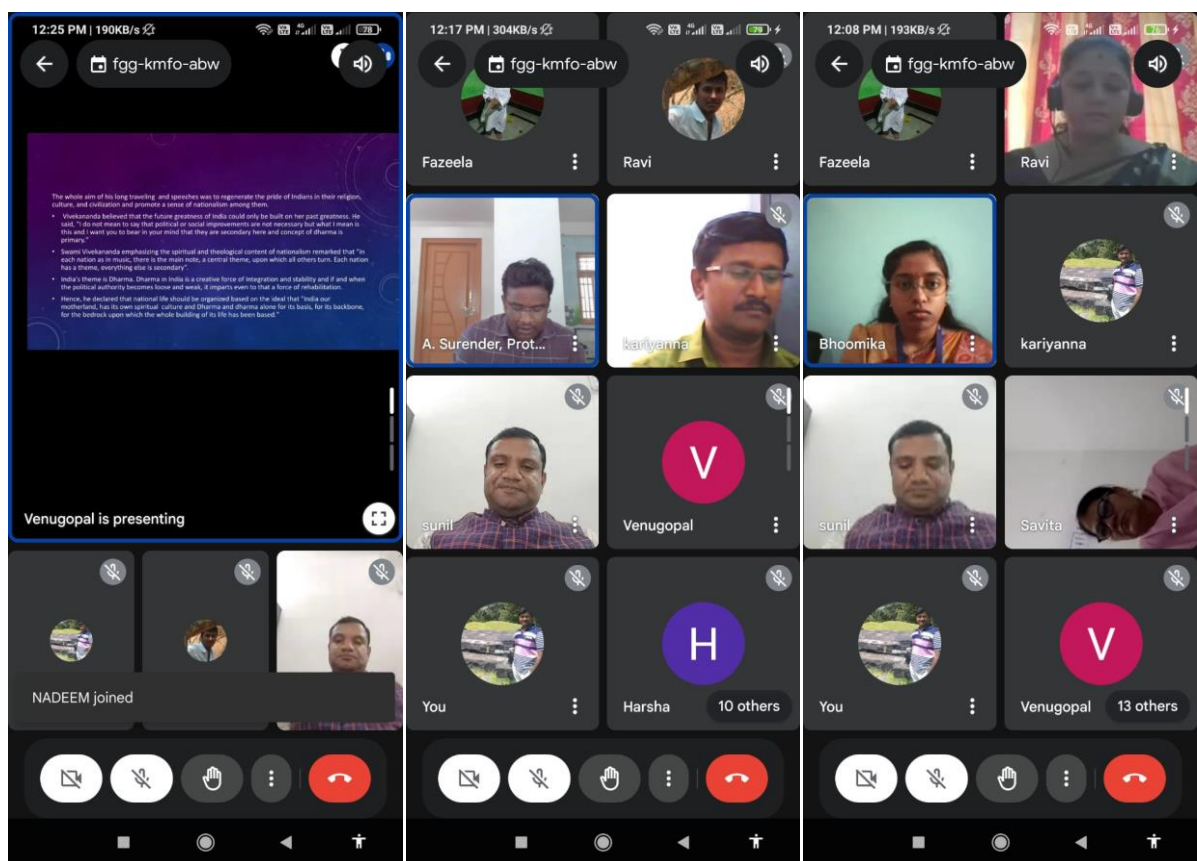 12:25 PM | 190KB/s
4G
78
fgg-kmfo-abw
The whole aim of his long traveling and speeches was to regenerate the pride of Indians in their religion,
culture, and civilization and promote a sense of nationalism among them.
• Vivekananda believed that the future greatness of India could only be built on her past greatness. He
said, "I do not mean to say that political or social improvements are not necessary but what I mean is
this and I want you to bear in your mind that they are secondary here and concept of dharma is
primary."
• Swami Vivekananda emphasizing the spiritual and theological content of nationalism remarked that "in
each nation as in music, there is the main note, a central theme, upon which all others turn. Each nation
has a theme, everything else is secondary".
• India's theme is Dharma. Dharma in India is a creative force of integration and stability and if and when
the political authority becomes loose and weak, it imparts even to that a force of rehabilitation.
• Hence, he declared that national life should be organized based on the ideal that "India our
motherland, has its own spiritual culture and Dharma and dharma alone for its basis, for its backbone,
for the bedrock upon which the whole building of its life has been based."
Venugopal is presenting
NADEEM joined
12:17 PM | 304KB/s
4G
79
fgg-kmfo-abw
Fazeela
Ravi
A. Surender, Prot...
kariyanna
sunil
V
Venugopal
You
H
Harsha
10 others
12:08 PM | 193KB/s
4G
fgg-kmfo-abw
Fazeela
Ravi
Bhoomika
kariyanna
sunil
Savita
You
V
Venugopal
13 others